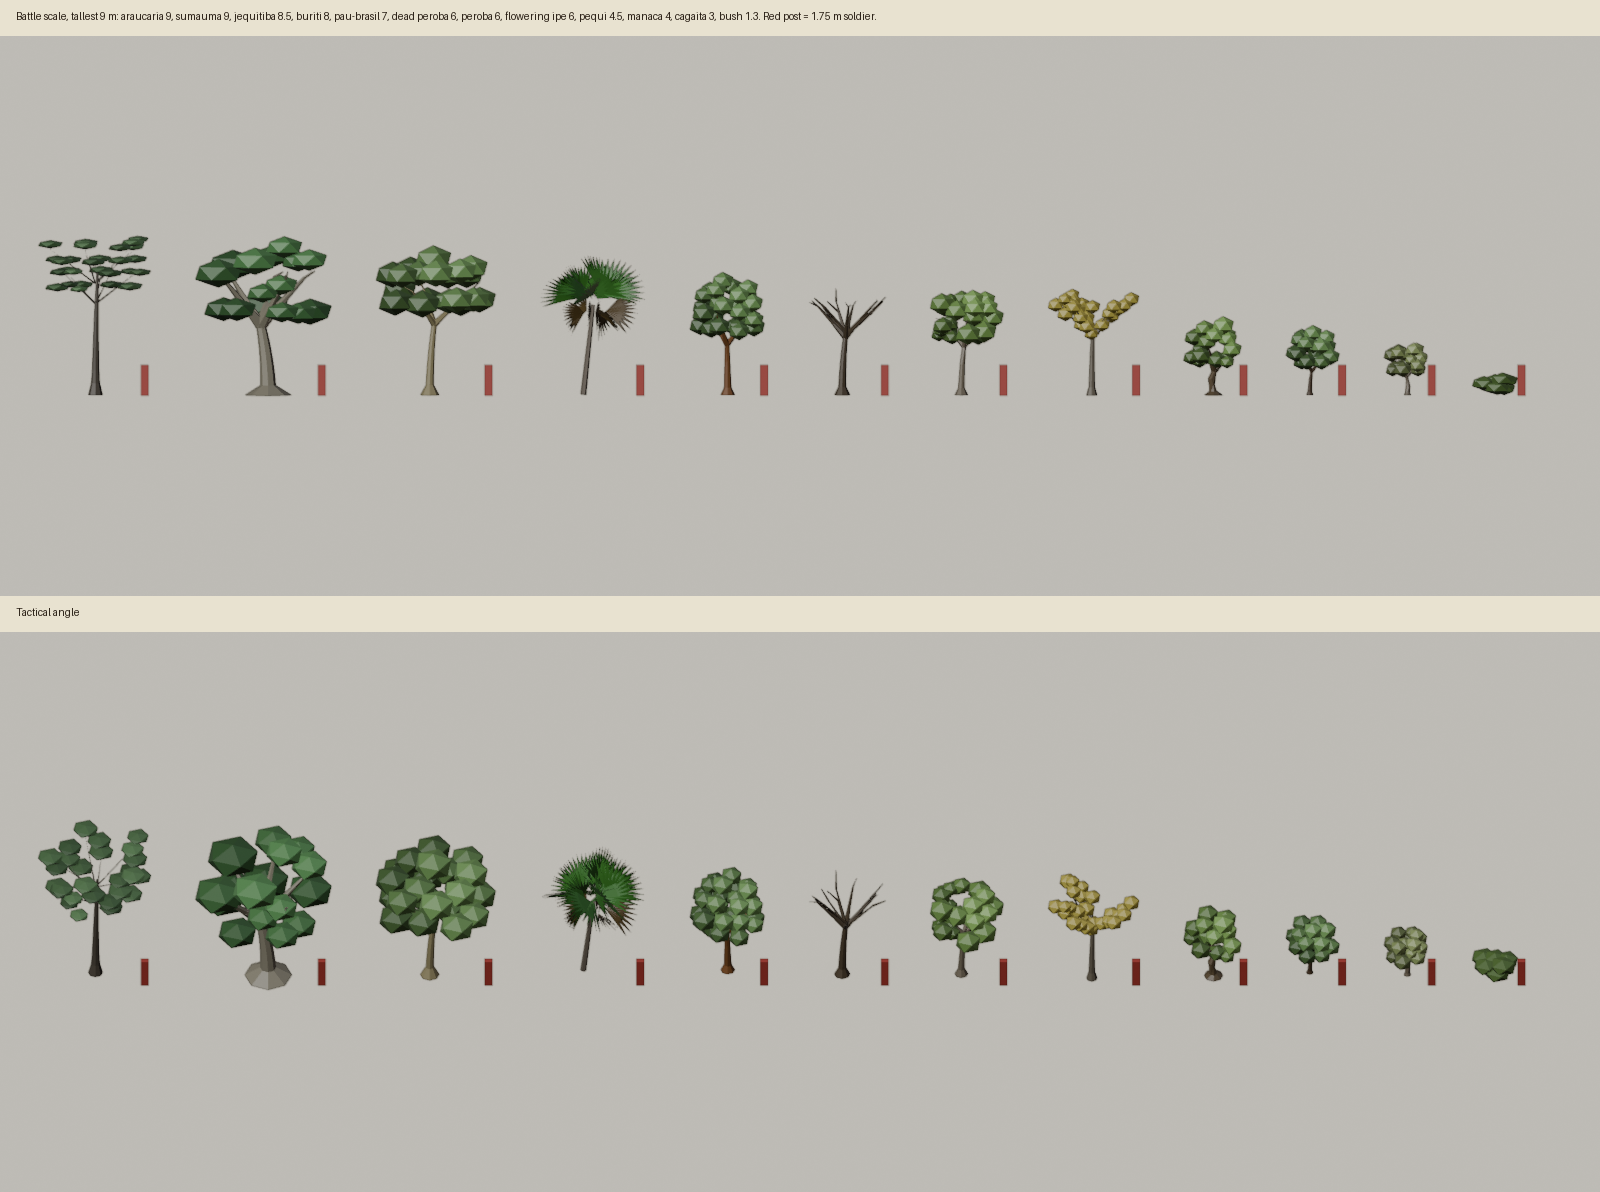 Battle scale, tallest 9 m: araucaria 9, sumauma 9, jequitiba 8.5, buriti 8, pau-brasil 7, dead peroba 6, peroba 6, flowering ipe 6, pequi 4.5, manaca 4, cagaita 3, bush 1.3. Red post = 1.75 m soldier.
Tactical angle